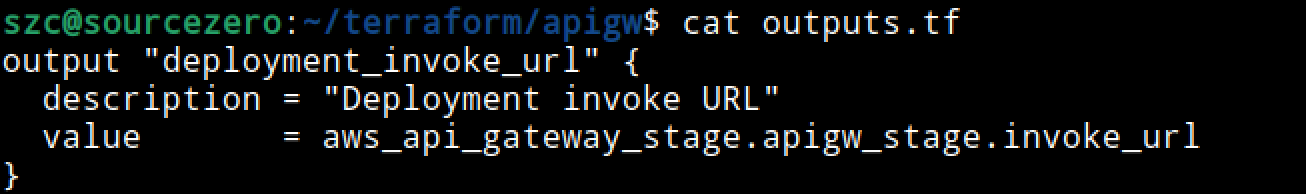 szc@sourcezero:~/terraform/apigw$ cat outputs.tf
output "deployment_invoke_url" {
  description = "Deployment invoke URL"
  value       = aws_api_gateway_stage.apigw_stage.invoke_url
}